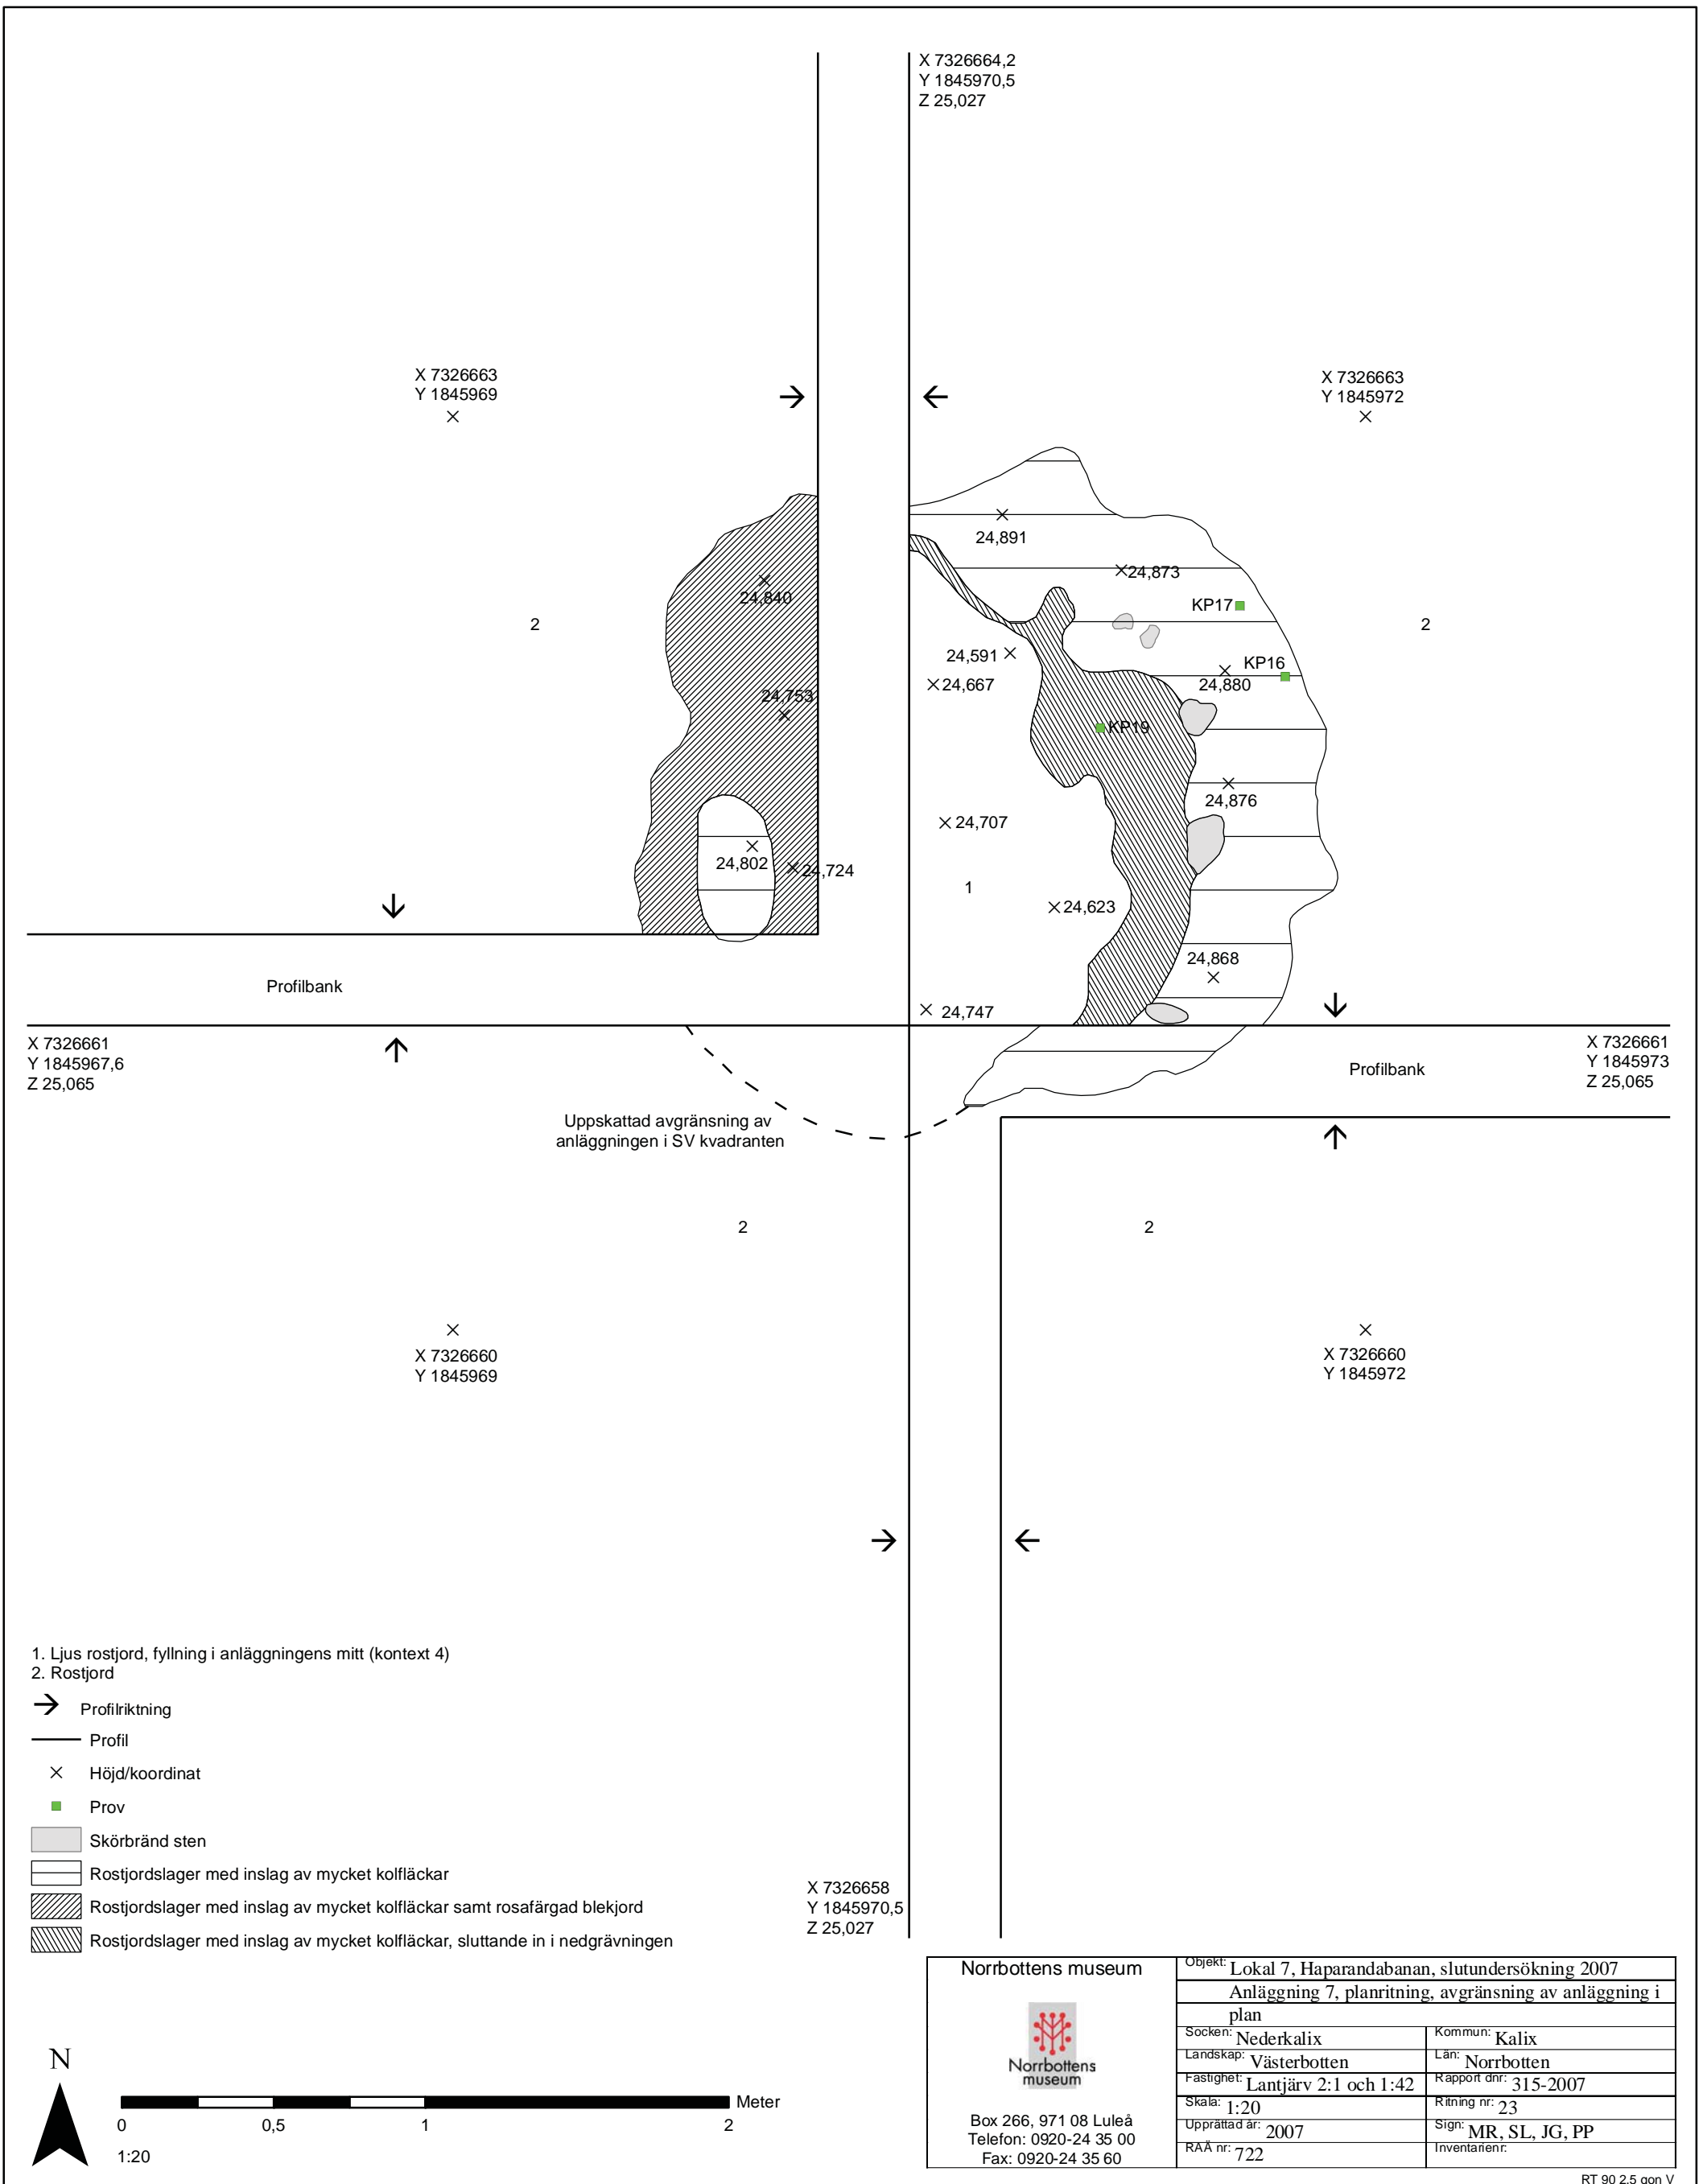 X 7326664,2
Y 1845970,5
Z 25,027
X 7326663
Y 1845969
X 7326663
Y 1845972
24,891
24,873
24,840
KP17
2
2
24,591
KP16
24,667
24,880
24,753
KP19
24,876
24,707
24,802
24,724
1
24,623
24,868
Profilbank
24,747
X 7326661
Y 1845967,6
Z 25,065
X 7326661
Y 1845973
Z 25,065
Profilbank
Uppskattad avgränsning av
anläggningen i SV kvadranten
2
2
X 7326660
Y 1845969
X 7326660
Y 1845972
1. Ljus rostjord, fyllning i anläggningens mitt (kontext 4)
2. Rostjord
Profilriktning
Profil
Höjd/koordinat
Prov
Skörbränd sten
Rostjordslager med inslag av mycket kolfläckar
Rostjordslager med inslag av mycket kolfläckar samt rosafärgad blekjord
Rostjordslager med inslag av mycket kolfläckar, sluttande in i nedgrävningen
X 7326658
Y 1845970,5
Z 25,027
N
Meter
0 0,5 1 2
1:20
Norrbottens museum
Norrbottens
museum
Box 266, 971 08 Luleå
Telefon: 0920-24 35 00
Fax: 0920-24 35 60
Objekt: Lokal 7, Haparandabanan, slutundersökning 2007
Anläggning 7, planritning, avgränsning av anläggning i
plan
Socken: Nederkalix Kommun: Kalix
Landskap: Västerbotten Län: Norrbotten
Fastighet: Lantjärv 2:1 och 1:42 Rapport dnr: 315-2007
Skala: 1:20 Ritning nr: 23
Upprättad år: 2007 Sign: MR, SL, JG, PP
RAÄ nr: 722 Inventarienr:
RT 90 2,5 gon V